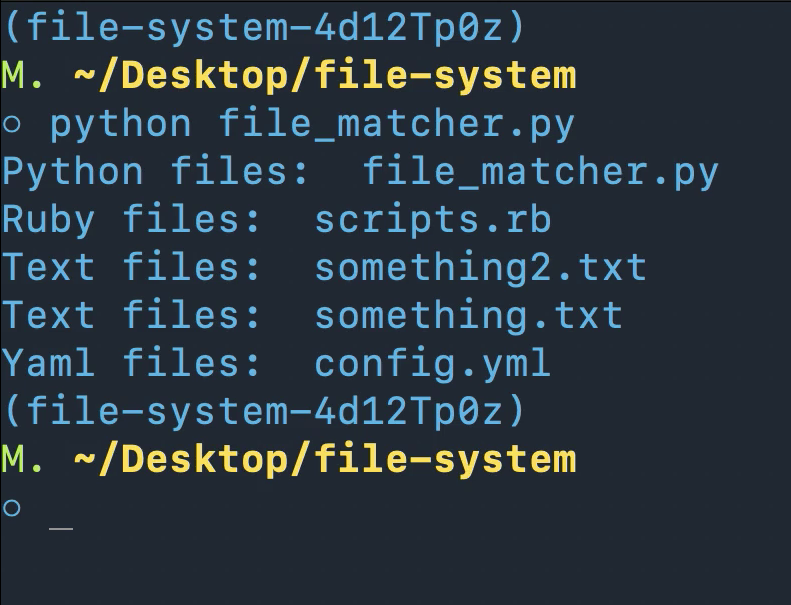 (file-system-4d12Tp0z)
M. ~/Desktop/file-system
○ python file_matcher.py
Python files:  file_matcher.py
Ruby files:  scripts.rb
Text files:  something2.txt
Text files:  something.txt
Yaml files:  config.yml
(file-system-4d12Tp0z)
M. ~/Desktop/file-system
○ _